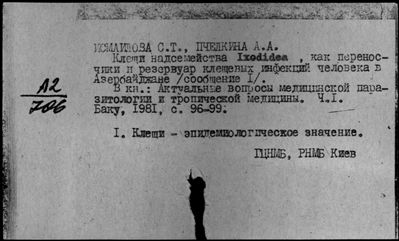 ИСМАИЛОВА С.Т., ПЧЕЛКИНА А.А.
Клещи надсемейства Ixodidea , как перенос-
чики и резервуар клещевых инфекций человека в
Азербайджане /сообщение 1/.
В кн.: Актуальные вопросы медицинской пара-
зитологии и тропической медицины. Ч.I.
Баку, 1981, с. 96-99.
А2
706
I. Клещи - эпидемиологическое значение.
ГЦНМБ, РНМБ Киев